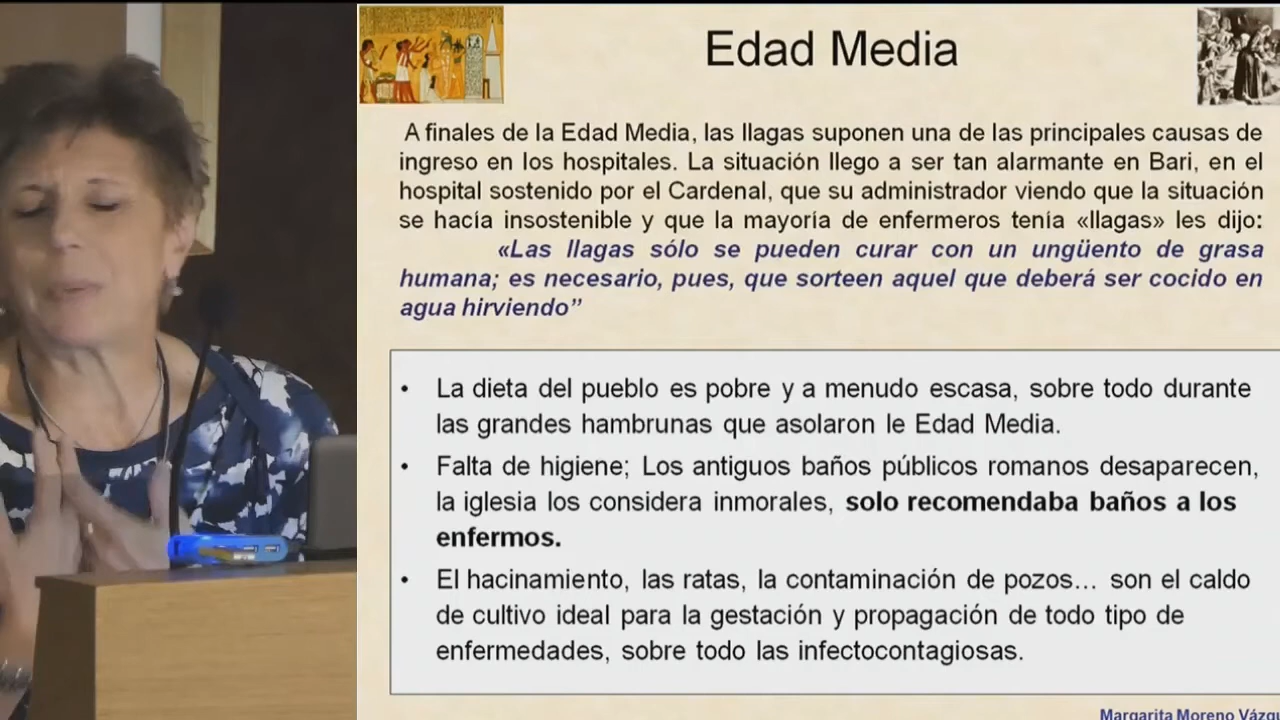 Edad Media
A finales de la Edad Media, las llagas suponen una de las principales causas de
ingreso en los hospitales. La situación llego a ser tan alarmante en Bari, en el
hospital sostenido por el Cardenal, que su administrador viendo que la situación
se hacía insostenible y que la mayoría de enfermeros tenía «llagas» les dijo:
«Las llagas sólo se pueden curar con un ungüento de grasa
humana; es necesario, pues, que sorteen aquel que deberá ser cocido en
agua hirviendo”
• La dieta del pueblo es pobre y a menudo escasa, sobre todo durante
las grandes hambrunas que asolaron le Edad Media.
• Falta de higiene; Los antiguos baños públicos romanos desaparecen,
la iglesia los considera inmorales, solo recomendaba baños a los
enfermos.
• El hacinamiento, las ratas, la contaminación de pozos... son el caldo
de cultivo ideal para la gestación y propagación de todo tipo de
enfermedades, sobre todo las infectocontagiosas.
Margarita Moreno